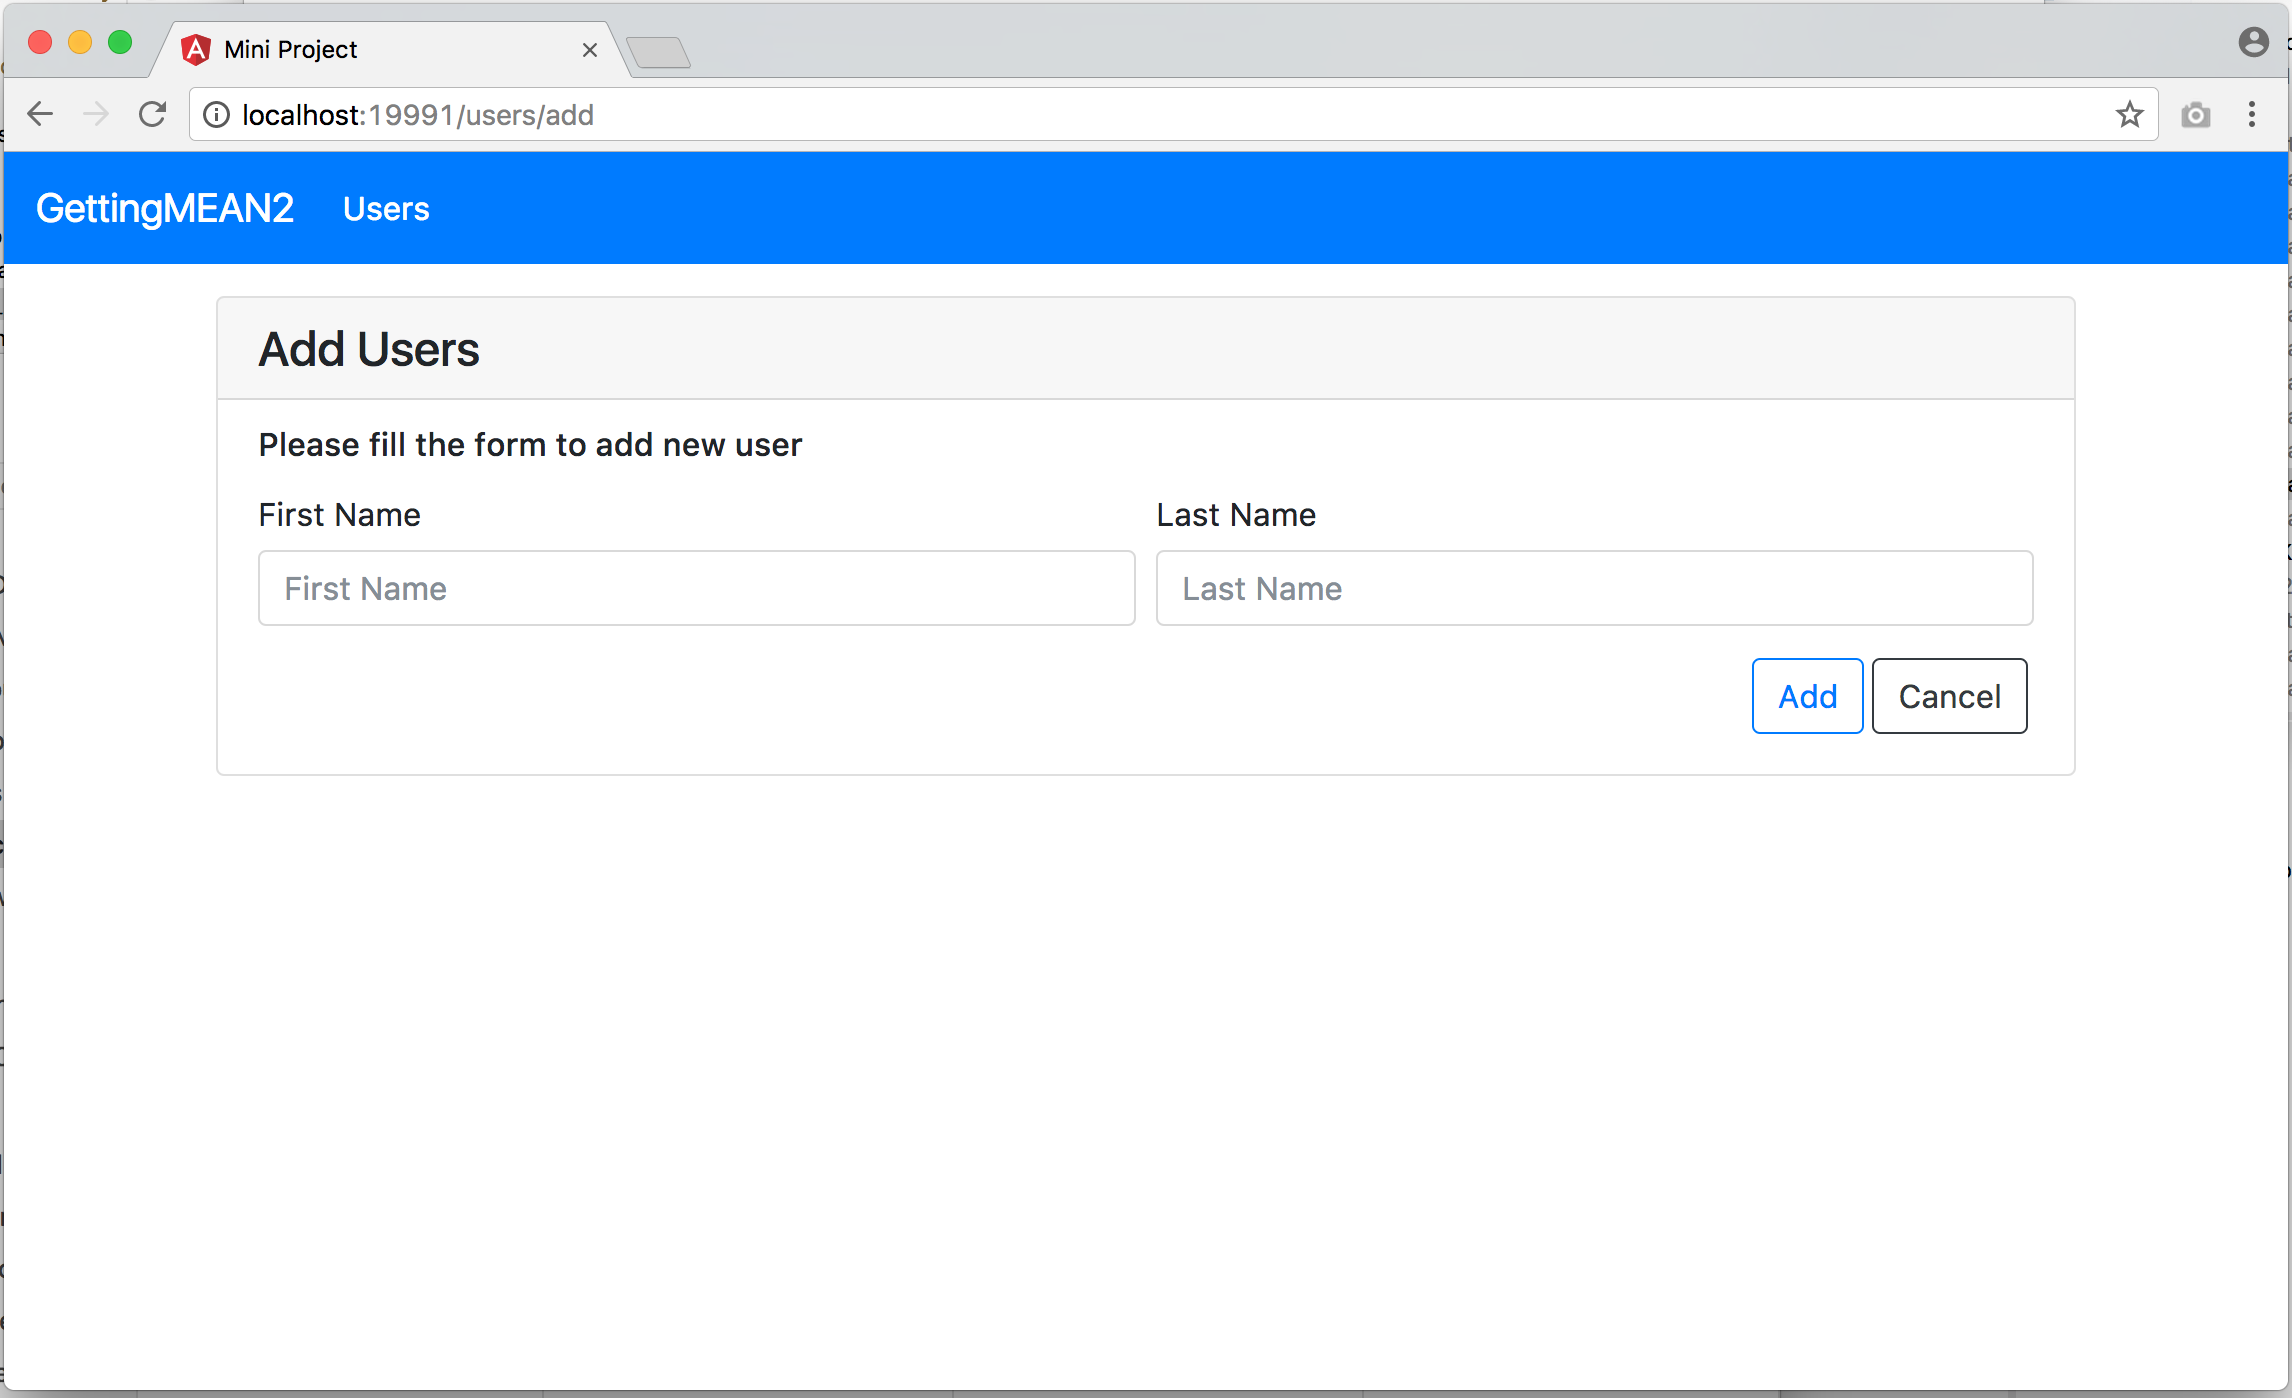 Mini Project
localhost:19991/users/add
GettingMEAN2 Users
Add Users
Please fill the form to add new user
First Name Last Name
First Name Last Name
Add Cancel